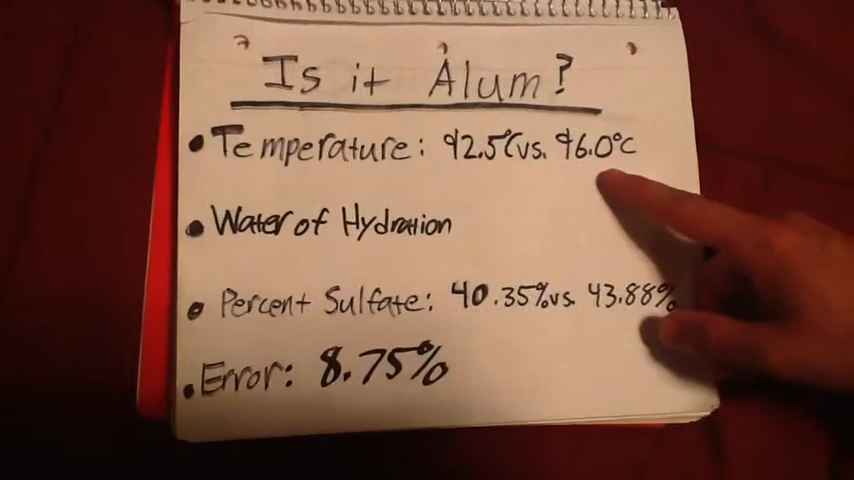 Is it Alum?
• Temperature: 92.5°C vs. 96.0°C
• Water of Hydration
• Percent Sulfate: 40.35% vs. 43.88%
• Error: 8.75%